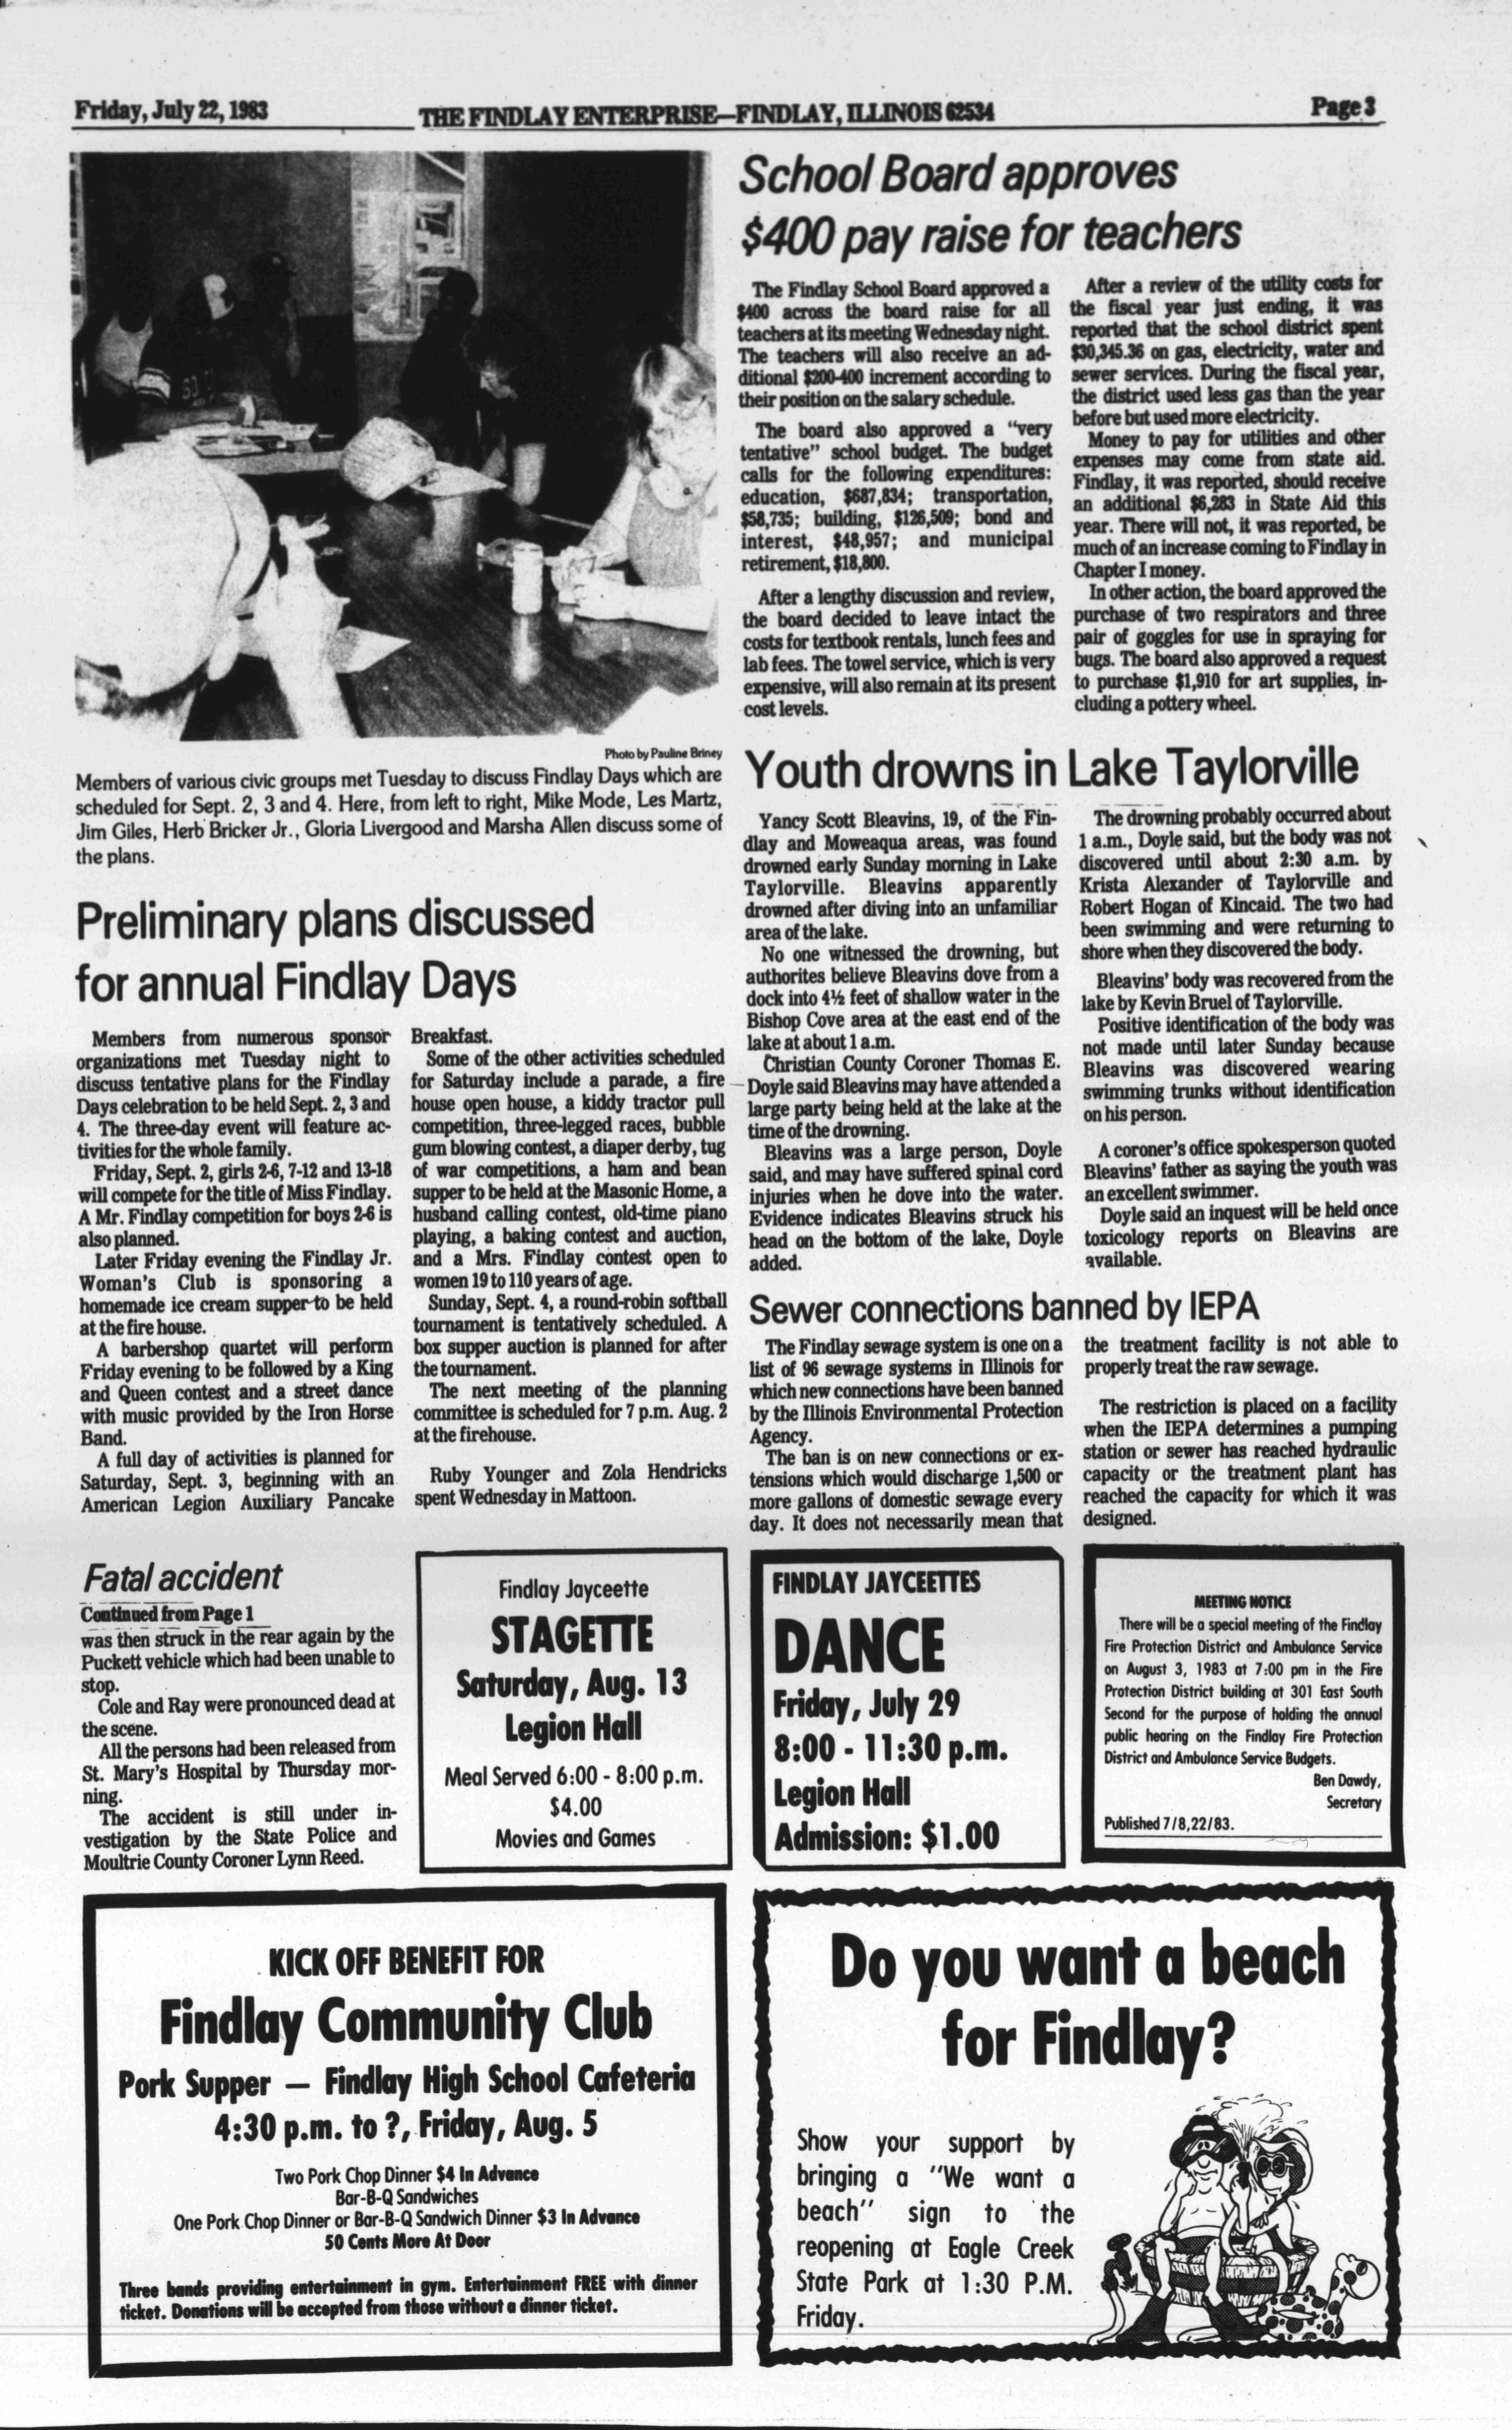 Friday, July 22, 1983
THE FINDLAY ENTERPRISE—FINDLAY, ILLINOIS 62534
Page 3
Photo by Pauline Briney
Members of various civic groups met Tuesday to discuss Findlay Days which are
scheduled for Sept. 2, 3 and 4. Here, from left to right, Mike Mode, Les Martz,
Jim Giles, Herb Bricker Jr., Gloria Livergood and Marsha Allen discuss some of
the plans.
Preliminary plans discussed
for annual Findlay Days
Members from numerous sponsor
organizations met Tuesday night to
discuss tentative plans for the Findlay
Days celebration to be held Sept. 2, 3 and
4. The three-day event will feature ac-
tivities for the whole family.
Friday, Sept. 2, girls 2-6, 7-12 and 13-18
will compete for the title of Miss Findlay.
A Mr. Findlay competition for boys 2-6 is
also planned.
Later Friday evening the Findlay Jr.
Woman's Club is sponsoring a
homemade ice cream supper to be held
at the fire house.
A barbershop quartet will perform
Friday evening to be followed by a King
and Queen contest and a street dance
with music provided by the Iron Horse
Band.
A full day of activities is planned for
Saturday, Sept. 3, beginning with an
American Legion Auxiliary Pancake
Breakfast.
Some of the other activities scheduled
for Saturday include a parade, a fire
house open house, a kiddy tractor pull
competition, three-legged races, bubble
gum blowing contest, a diaper derby, tug
of war competitions, a ham and bean
supper to be held at the Masonic Home, a
husband calling contest, old-time piano
playing, a baking contest and auction,
and a Mrs. Findlay contest open to
women 19 to 110 years of age.
Sunday, Sept. 4, a round-robin softball
tournament is tentatively scheduled. A
box supper auction is planned for after
the tournament.
The next meeting of the planning
committee is scheduled for 7 p.m. Aug. 2
at the firehouse.
Ruby Younger and Zola Hendricks
spent Wednesday in Mattoon.
School Board approves
$400 pay raise for teachers
The Findlay School Board approved a
$400 across the board raise for all
teachers at its meeting Wednesday night.
The teachers will also receive an ad-
ditional $200-400 increment according to
their position on the salary schedule.
The board also approved a "very
tentative" school budget. The budget
calls for the following expenditures:
education, $687,834; transportation,
$58,735; building, $126,509; bond and
interest, $48,957; and municipal
retirement, $18,800.
After a lengthy discussion and review,
the board decided to leave intact the
costs for textbook rentals, lunch fees and
lab fees. The towel service, which is very
expensive, will also remain at its present
cost levels.
After a review of the utility costs for
the fiscal year just ending, it was
reported that the school district spent
$30,345.36 on gas, electricity, water and
sewer services. During the fiscal year,
the district used less gas than the year
before but used more electricity.
Money to pay for utilities and other
expenses may come from state aid.
Findlay, it was reported, should receive
an additional $6,283 in State Aid this
year. There will not, it was reported, be
much of an increase coming to Findlay in
Chapter I money.
In other action, the board approved the
purchase of two respirators and three
pair of goggles for use in spraying for
bugs. The board also approved a request
to purchase $1,910 for art supplies, in-
cluding a pottery wheel.
Youth drowns in Lake Taylorville
Yancy Scott Bleavins, 19, of the Fin-
dlay and Moweaqua areas, was found
drowned early Sunday morning in Lake
Taylorville. Bleavins apparently
drowned after diving into an unfamiliar
area of the lake.
No one witnessed the drowning, but
authorites believe Bleavins dove from a
dock into 4½ feet of shallow water in the
Bishop Cove area at the east end of the
lake at about 1 a.m.
Christian County Coroner Thomas E.
Doyle said Bleavins may have attended a
large party being held at the lake at the
time of the drowning.
Bleavins was a large person, Doyle
said, and may have suffered spinal cord
injuries when he dove into the water.
Evidence indicates Bleavins struck his
head on the bottom of the lake, Doyle
added.
The drowning probably occurred about
1 a.m., Doyle said, but the body was not
discovered until about 2:30 a.m. by
Krista Alexander of Taylorville and
Robert Hogan of Kincaid. The two had
been swimming and were returning to
shore when they discovered the body.
Bleavins' body was recovered from the
lake by Kevin Bruel of Taylorville.
Positive identification of the body was
not made until later Sunday because
Bleavins was discovered wearing
swimming trunks without identification
on his person.
A coroner's office spokesperson quoted
Bleavins' father as saying the youth was
an excellent swimmer.
Doyle said an inquest will be held once
toxicology reports on Bleavins are
available.
Sewer connections banned by IEPA
The Findlay sewage system is one on a
list of 96 sewage systems in Illinois for
which new connections have been banned
by the Illinois Environmental Protection
Agency.
The ban is on new connections or ex-
tensions which would discharge 1,500 or
more gallons of domestic sewage every
day. It does not necessarily mean that
the treatment facility is not able to
properly treat the raw sewage.
The restriction is placed on a facility
when the IEPA determines a pumping
station or sewer has reached hydraulic
capacity or the treatment plant has
reached the capacity for which it was
designed.
Fatal accident
Continued from Page 1
was then struck in the rear again by the
Puckett vehicle which had been unable to
stop.
Cole and Ray were pronounced dead at
the scene.
All the persons had been released from
St. Mary's Hospital by Thursday mor-
ning.
The accident is still under in-
vestigation by the State Police and
Moultrie County Coroner Lynn Reed.
Findlay Jayceette
STAGETTE
Saturday, Aug. 13
Legion Hall
Meal Served 6:00 - 8:00 p.m.
$4.00
Movies and Games
FINDLAY JAYCEETTES
DANCE
Friday, July 29
8:00 - 11:30 p.m.
Legion Hall
Admission: $1.00
MEETING NOTICE
There will be a special meeting of the Findlay
Fire Protection District and Ambulance Service
on August 3, 1983 at 7:00 pm in the Fire
Protection District building at 301 East South
Second for the purpose of holding the annual
public hearing on the Findlay Fire Protection
District and Ambulance Service Budgets.
Ben Dawdy,
Secretary
Published 7/8,22/83.
KICK OFF BENEFIT FOR
Findlay Community Club
Pork Supper — Findlay High School Cafeteria
4:30 p.m. to ?, Friday, Aug. 5
Two Pork Chop Dinner $4 In Advance
Bar-B-Q Sandwiches
One Pork Chop Dinner or Bar-B-Q Sandwich Dinner $3 In Advance
50 Cents More At Door
Three bands providing entertainment in gym. Entertainment FREE with dinner
ticket. Donations will be accepted from those without a dinner ticket.
Do you want a beach
for Findlay?
Show your support by
bringing a "We want a
beach" sign to the
reopening at Eagle Creek
State Park at 1:30 P.M.
Friday.